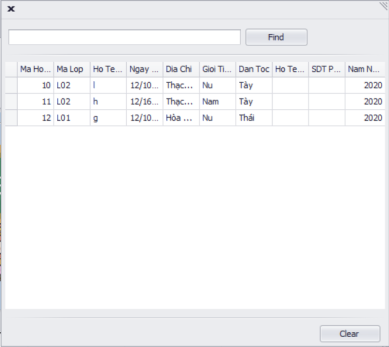 Find
Ma Ho... Ma Lop Ho Te... Ngay ... Dia Chi Gioi Ti... Dan Toc Ho Te... SDT P... Nam N...
10 L02 l 12/10... Thạc... Nu Tày 2020
11 L02 h 12/16... Thạc... Nam Tày 2020
12 L01 g 12/10... Hòa ... Nu Thái 2020
Clear